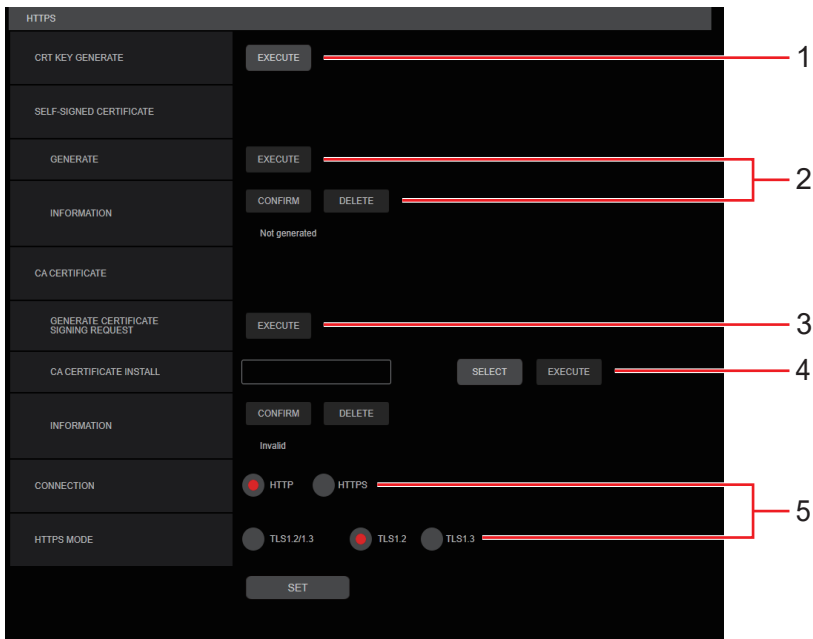 HTTPS
CRT KEY GENERATE EXECUTE 1
SELF-SIGNED CERTIFICATE
GENERATE EXECUTE
2
INFORMATION CONFIRM DELETE
Not generated
CA CERTIFICATE
GENERATE CERTIFICATE
SIGNING REQUEST EXECUTE 3
CA CERTIFICATE INSTALL SELECT EXECUTE 4
INFORMATION CONFIRM DELETE
Invalid
CONNECTION HTTP HTTPS
5
HTTPS MODE TLS1.2/1.3 TLS1.2 TLS1.3
SET